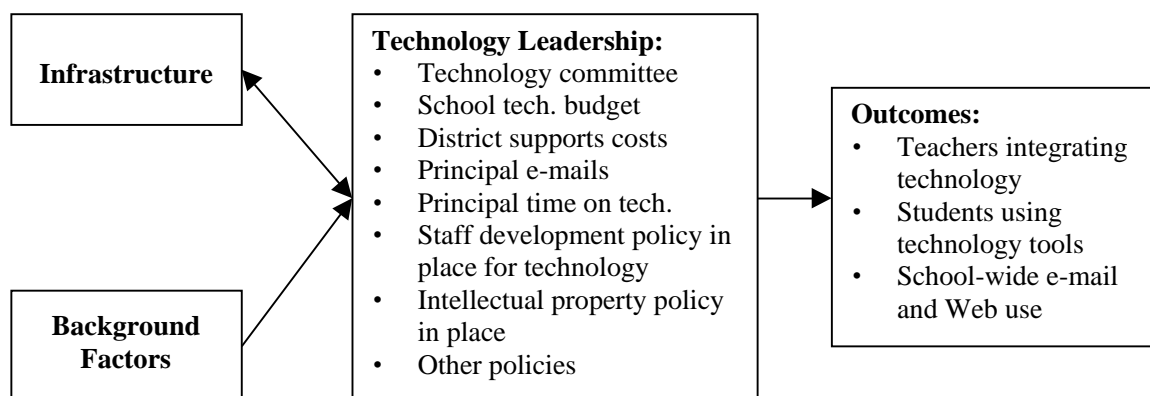 Infrastructure
Background
Factors
Technology Leadership:
• Technology committee
• School tech. budget
• District supports costs
• Principal e-mails
• Principal time on tech.
• Staff development policy in
place for technology
• Intellectual property policy
in place
• Other policies
Outcomes:
• Teachers integrating
technology
• Students using
technology tools
• School-wide e-mail
and Web use